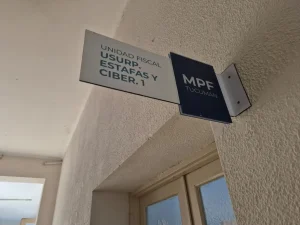 UNIDAD FISCAL
USURP.
ESTAFAS Y
CIBER. 1
MPF
TUCUMÁN